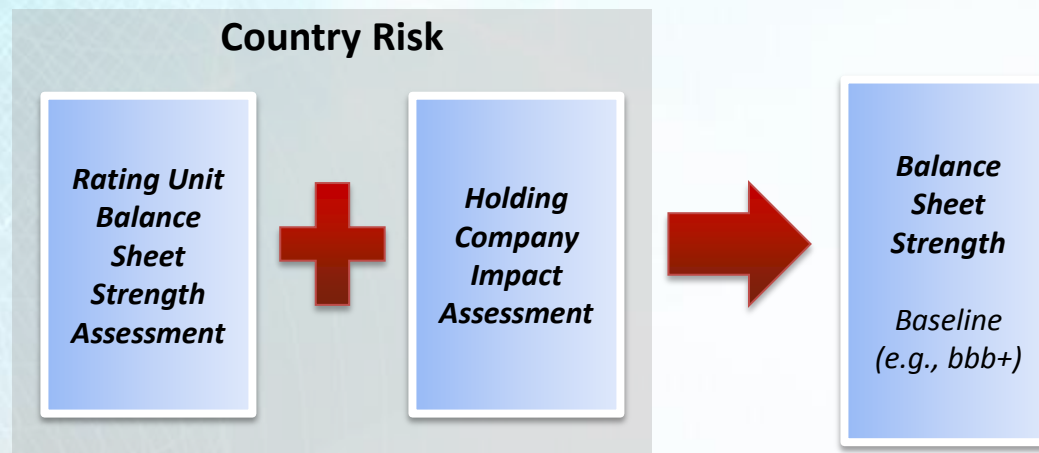 Country Risk
Rating Unit
Balance
Sheet
Strength
Assessment
Holding
Company
Impact
Assessment
Balance
Sheet
Strength
Baseline
(e.g., bbb+)